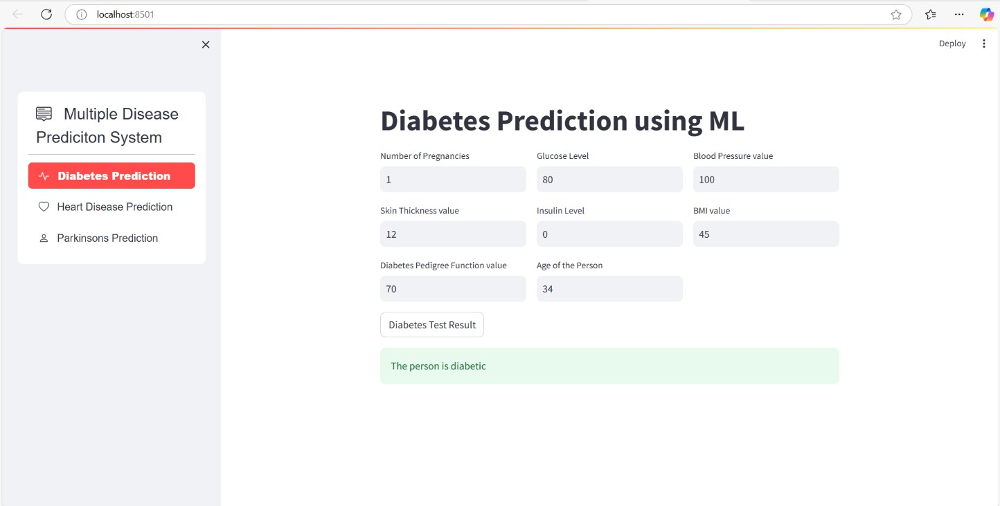 localhost:8501
Deploy
Multiple Disease
Prediciton System
Diabetes Prediction
Heart Disease Prediction
Parkinsons Prediction
Diabetes Prediction using ML
Number of Pregnancies Glucose Level Blood Pressure value
1 80 100
Skin Thickness value Insulin Level BMI value
12 0 45
Diabetes Pedigree Function value Age of the Person
70 34
Diabetes Test Result
The person is diabetic